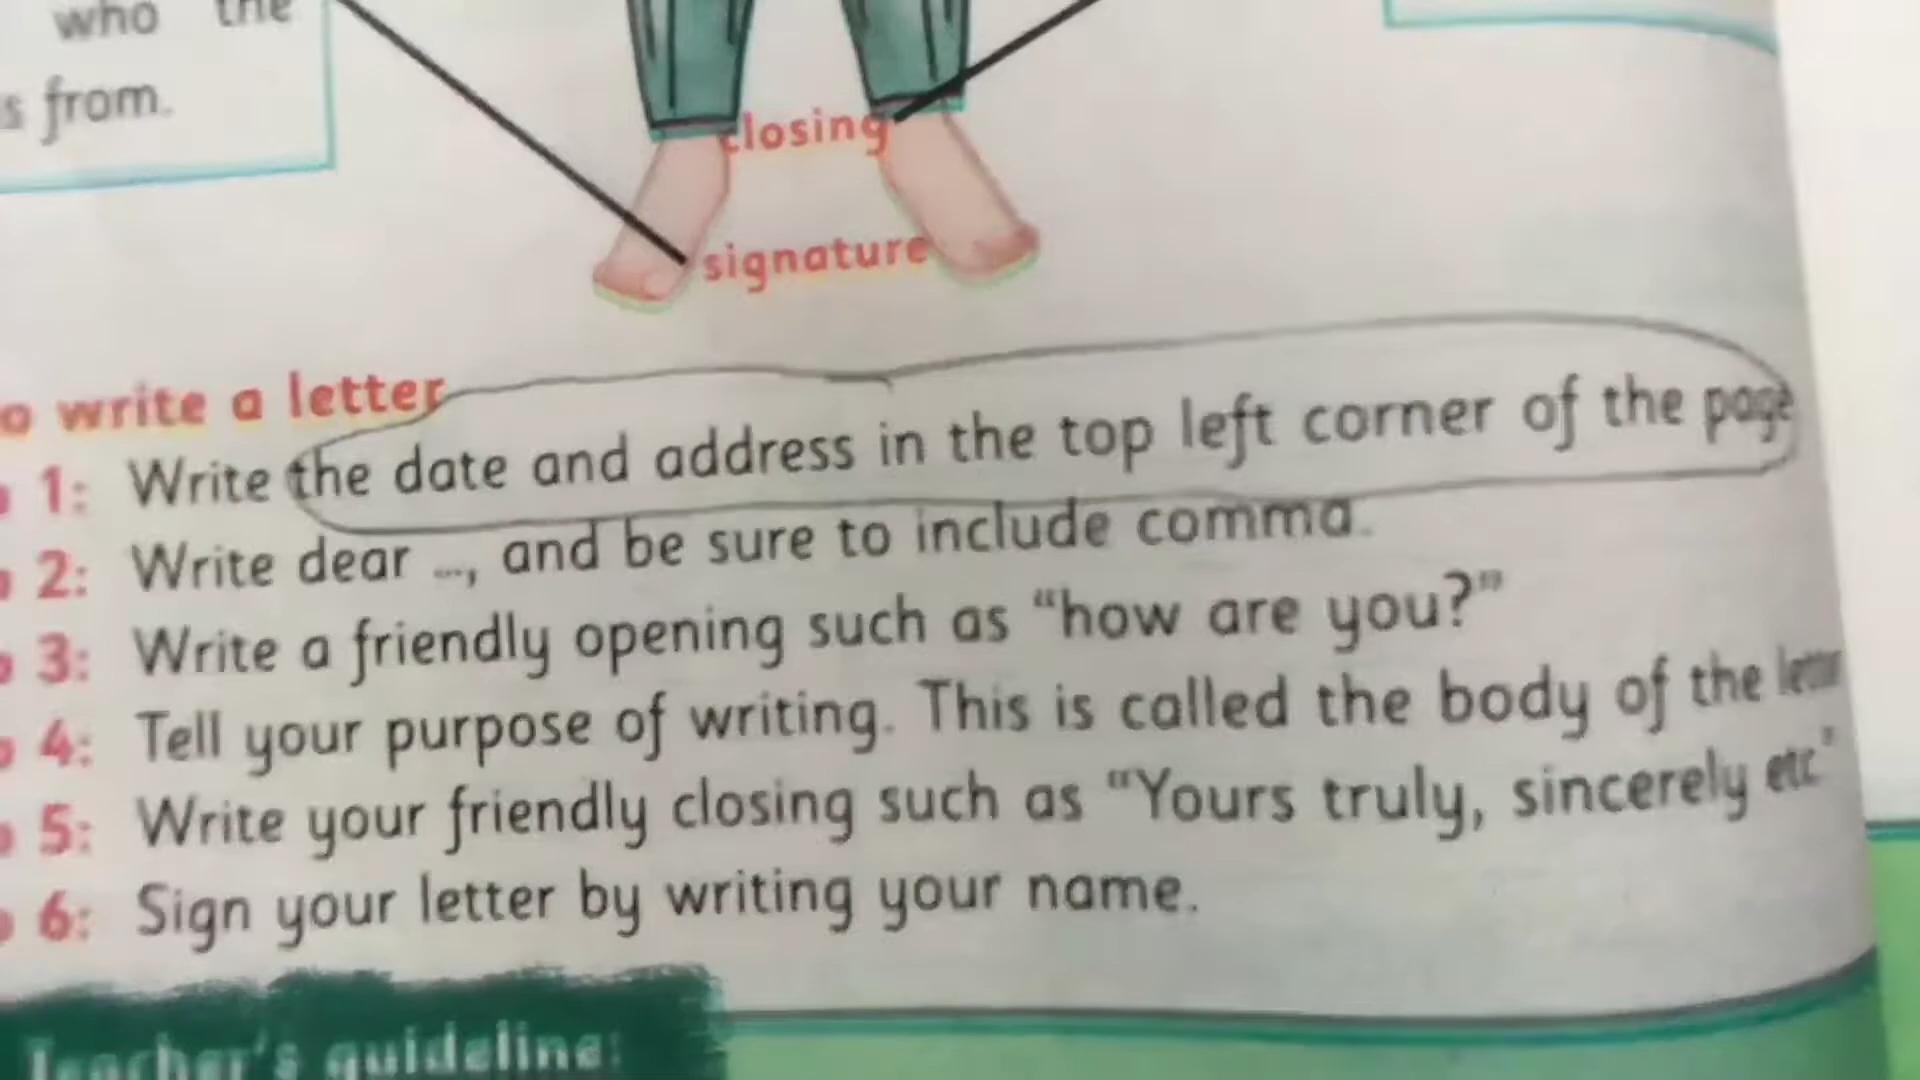 who the
s from.
closing
signature
o write a letter
1: Write the date and address in the top left corner of the page
2: Write dear ..., and be sure to include comma.
3: Write a friendly opening such as “how are you?”
4: Tell your purpose of writing. This is called the body of the letter
5: Write your friendly closing such as “Yours truly, sincerely etc”
6: Sign your letter by writing your name.
Teacher's guideline: